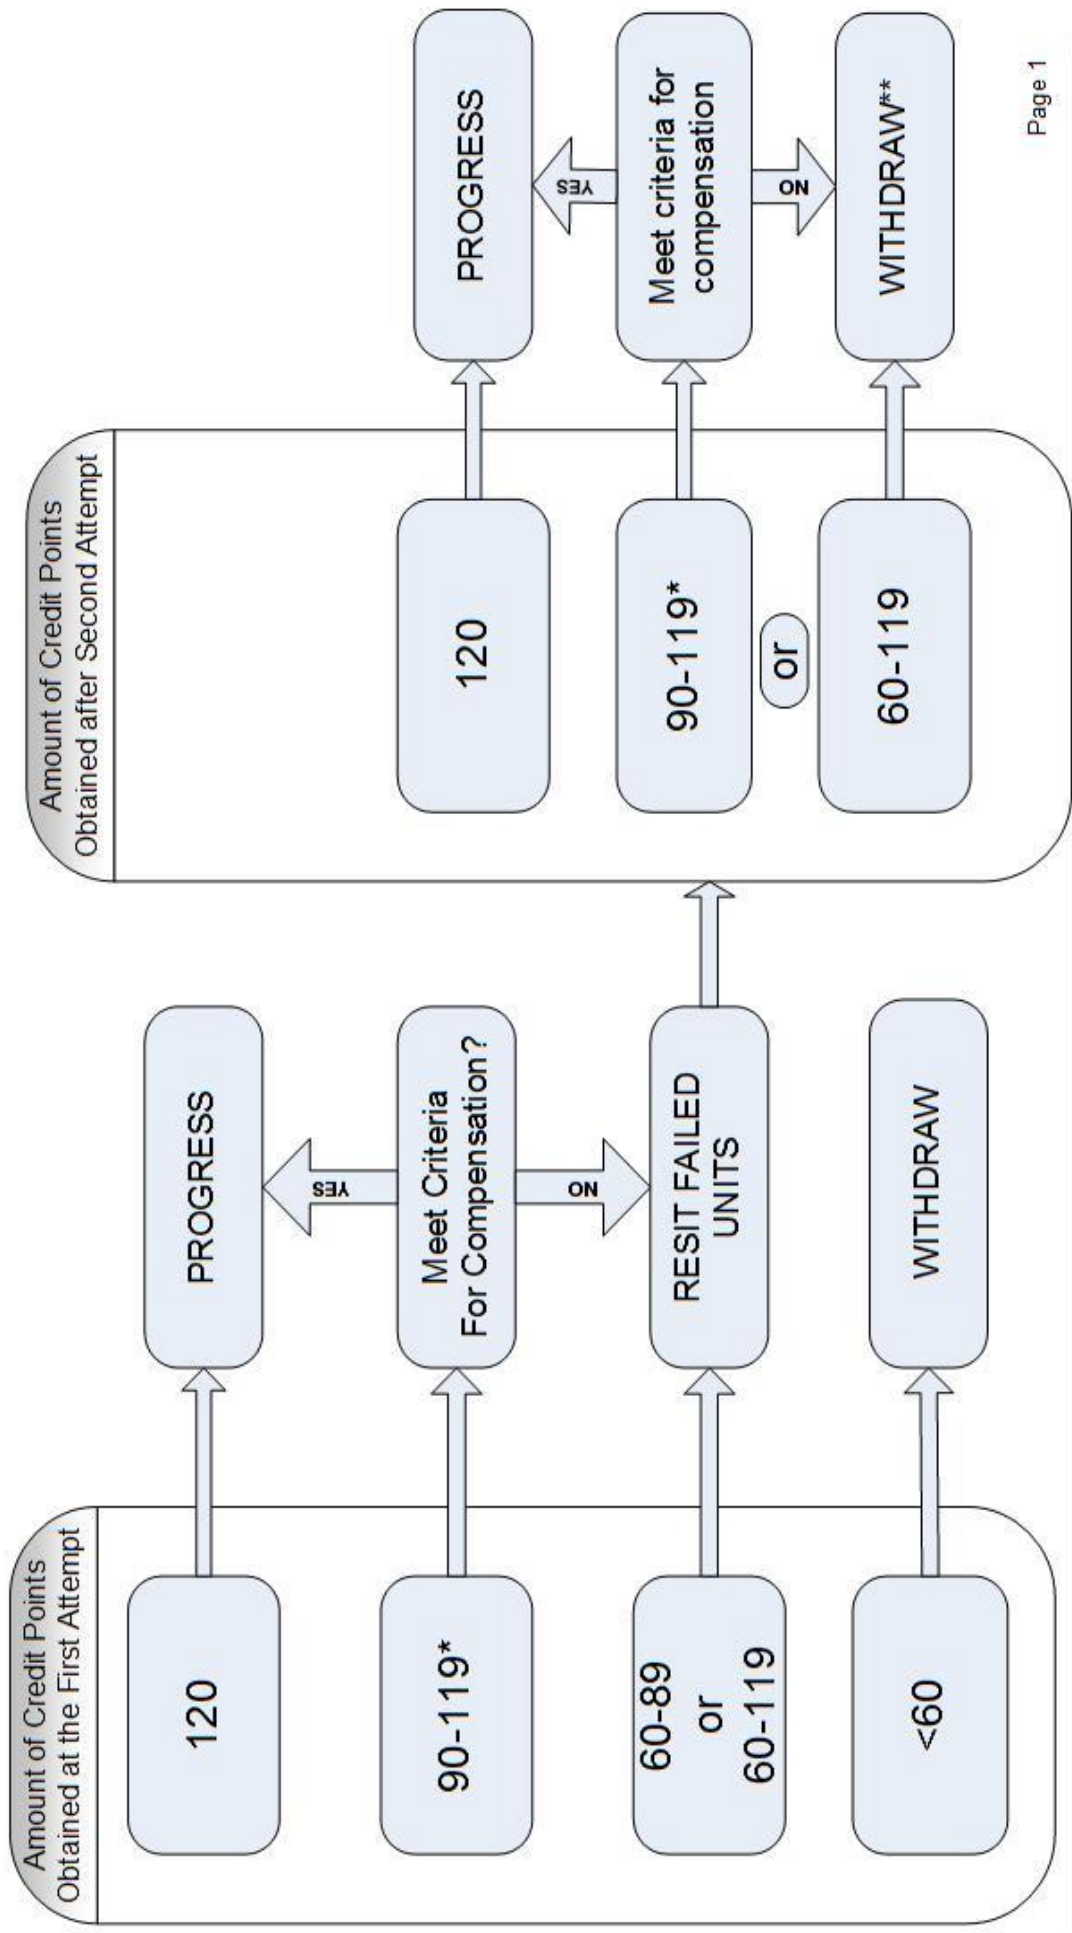 Amount of Credit Points
Obtained at the First Attempt
120
90-119*
60-89
or
60-119
<60
PROGRESS
YES
Meet Criteria
For Compensation?
NO
RESIT FAILED
UNITS
WITHDRAW
Amount of Credit Points
Obtained after Second Attempt
120
90-119*
or
60-119
PROGRESS
YES
Meet criteria for
compensation
NO
WITHDRAW**
Page 1